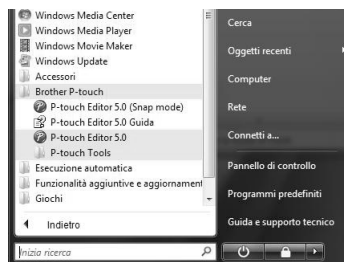 Windows Media Center
Windows Media Player
Windows Movie Maker
Windows Update
Accessori
Brother P-touch
P-touch Editor 5.0 (Snap mode)
P-touch Editor 5.0 Guida
P-touch Editor 5.0
P-touch Tools
Esecuzione automatica
Funzionalità aggiuntive e aggiornament
Giochi
Indietro
Inizia ricerca
Cerca
Oggetti recenti
Computer
Rete
Connetti a...
Pannello di controllo
Programmi predefiniti
Guida e supporto tecnico